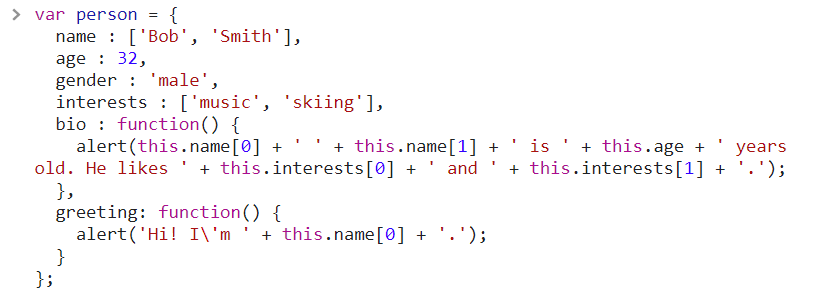 > var person = {
  name : ['Bob', 'Smith'],
  age : 32,
  gender : 'male',
  interests : ['music', 'skiing'],
  bio : function() {
    alert(this.name[0] + ' ' + this.name[1] + ' is ' + this.age + ' years
old. He likes ' + this.interests[0] + ' and ' + this.interests[1] + '.');
  },
  greeting: function() {
    alert('Hi! I\'m ' + this.name[0] + '.');
  }
};